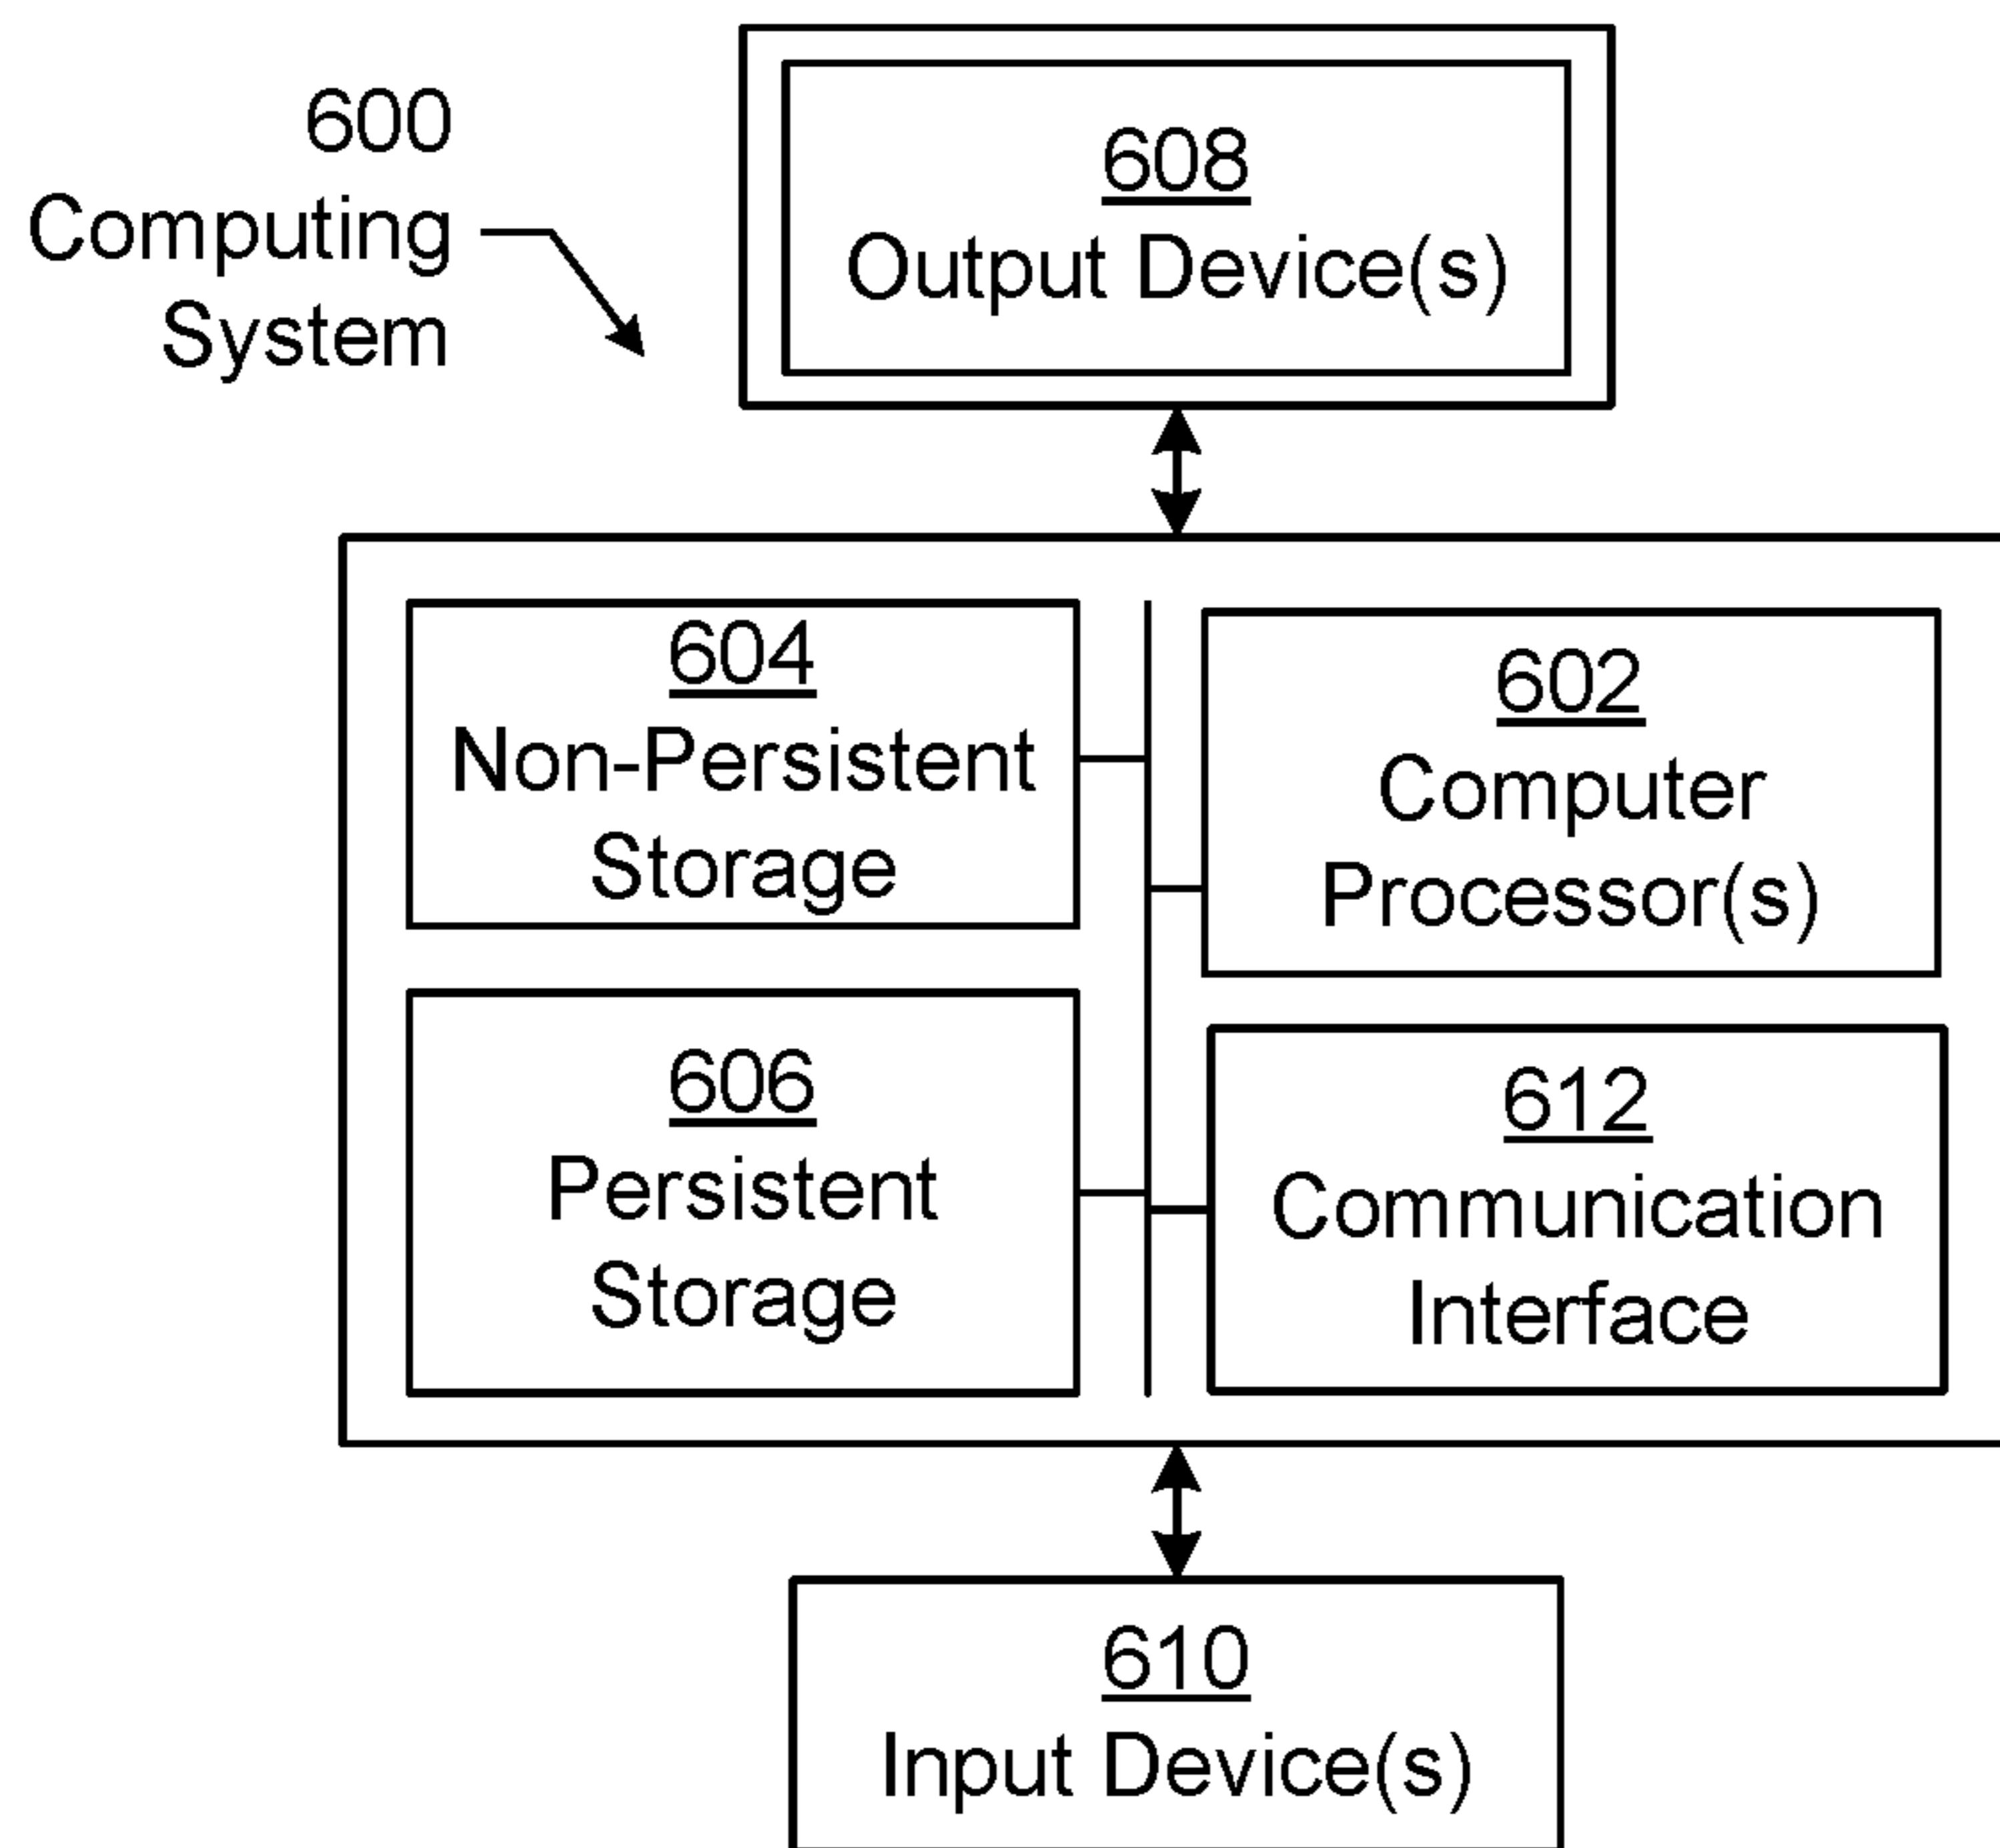 600
Computing
System
608
Output Device(s)
604
Non-Persistent
Storage
602
Computer
Processor(s)
606
Persistent
Storage
612
Communication
Interface
610
Input Device(s)